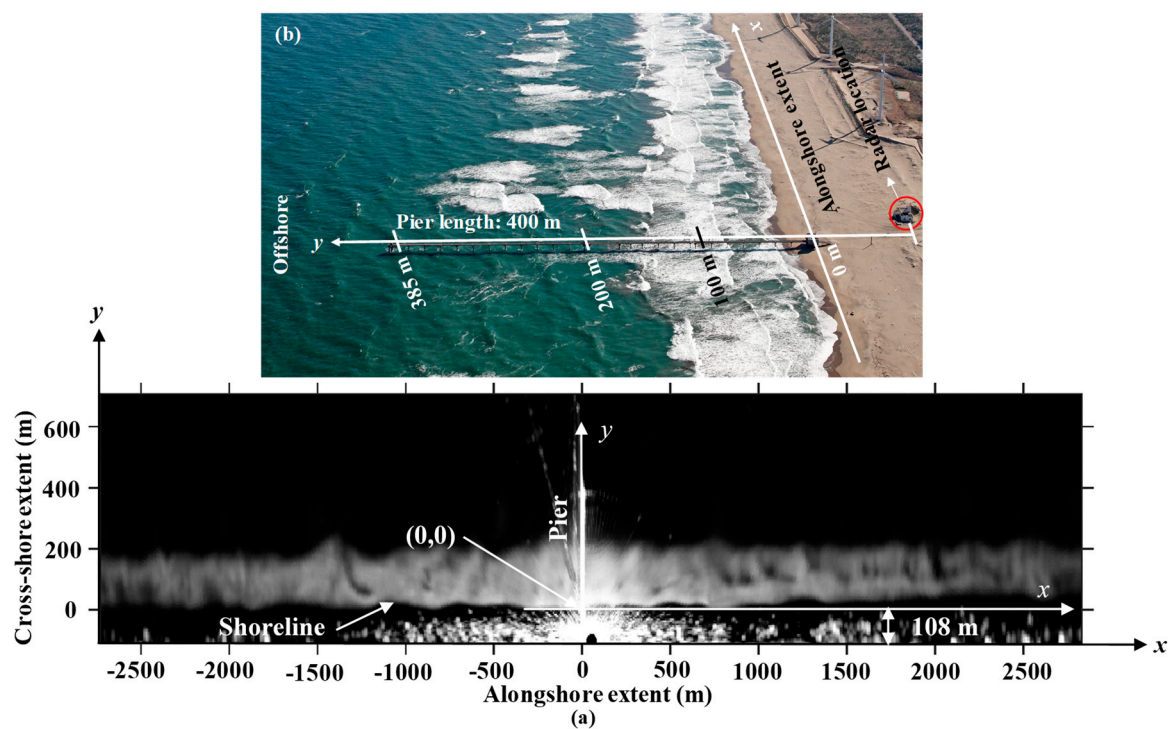 (b)
x
Alongshore extent
Radar location
Offshore
Pier length: 400 m
y
385 m
200 m
100 m
0 m
y
Cross-shore extent (m)
600
400
200
0
y
Pier
(0,0)
Shoreline
x
108 m
x
-2500 -2000 -1500 -1000 -500 0 500 1000 1500 2000 2500
Alongshore extent (m)
(a)